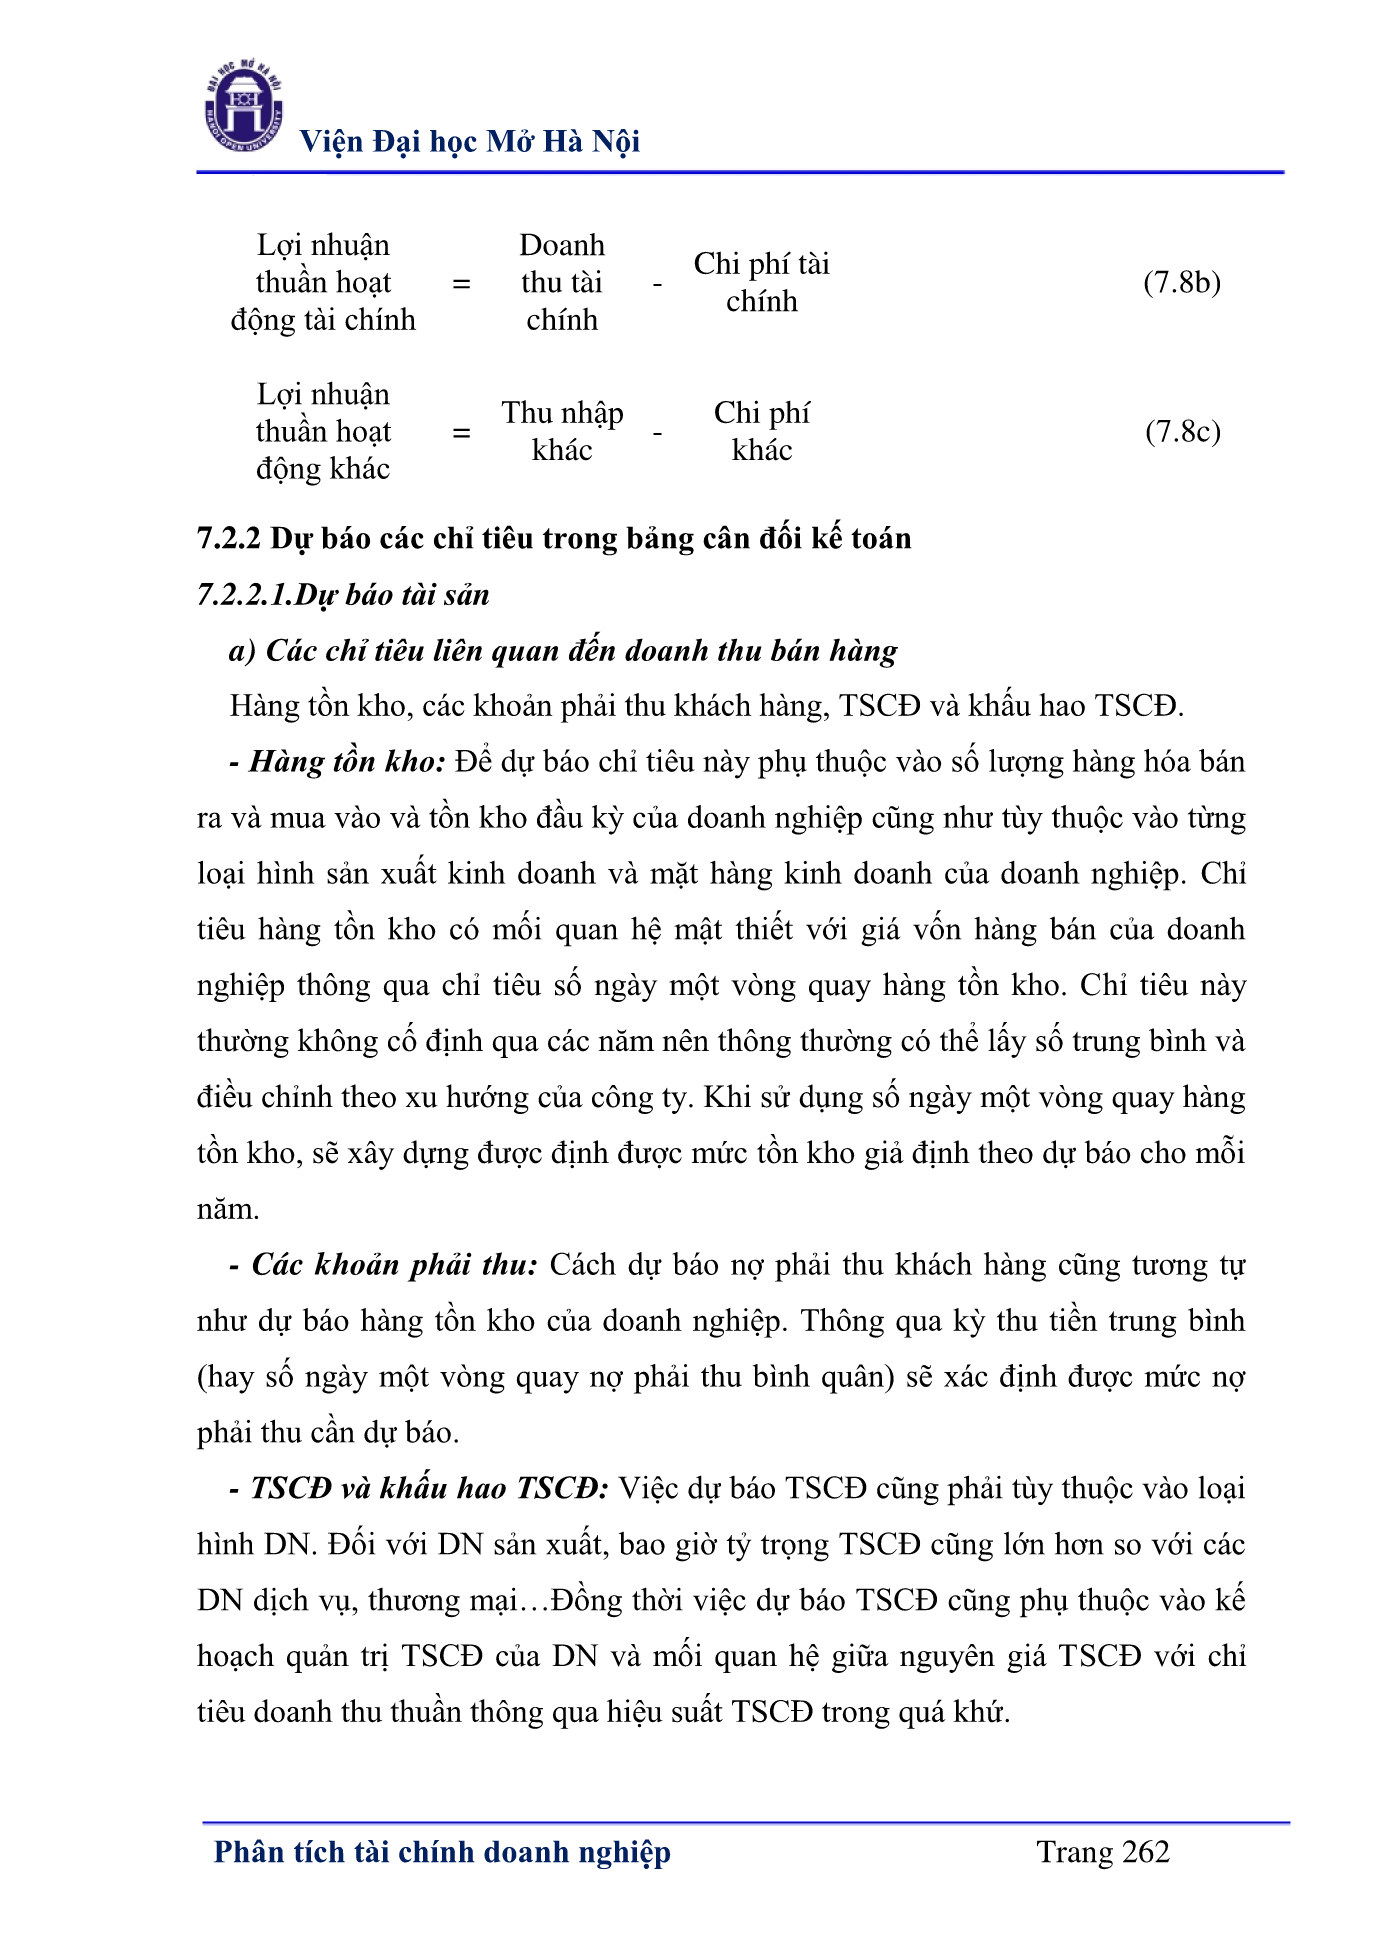 ĐẠI HỌC MỞ HÀ NỘI
HANOI OPEN UNIVERSITY
Viện Đại học Mở Hà Nội
Lợi nhuận
thuần hoạt
động tài chính
=
Doanh
thu tài
chính
-
Chi phí tài
chính
(7.8b)
Lợi nhuận
thuần hoạt
động khác
=
Thu nhập
khác
-
Chi phí
khác
(7.8c)
7.2.2 Dự báo các chỉ tiêu trong bảng cân đối kế toán
7.2.2.1.Dự báo tài sản
a) Các chỉ tiêu liên quan đến doanh thu bán hàng
Hàng tồn kho, các khoản phải thu khách hàng, TSCĐ và khấu hao TSCĐ.
- Hàng tồn kho: Để dự báo chỉ tiêu này phụ thuộc vào số lượng hàng hóa bán
ra và mua vào và tồn kho đầu kỳ của doanh nghiệp cũng như tùy thuộc vào từng
loại hình sản xuất kinh doanh và mặt hàng kinh doanh của doanh nghiệp. Chỉ
tiêu hàng tồn kho có mối quan hệ mật thiết với giá vốn hàng bán của doanh
nghiệp thông qua chỉ tiêu số ngày một vòng quay hàng tồn kho. Chỉ tiêu này
thường không cố định qua các năm nên thông thường có thể lấy số trung bình và
điều chỉnh theo xu hướng của công ty. Khi sử dụng số ngày một vòng quay hàng
tồn kho, sẽ xây dựng được định được mức tồn kho giả định theo dự báo cho mỗi
năm.
- Các khoản phải thu: Cách dự báo nợ phải thu khách hàng cũng tương tự
như dự báo hàng tồn kho của doanh nghiệp. Thông qua kỳ thu tiền trung bình
(hay số ngày một vòng quay nợ phải thu bình quân) sẽ xác định được mức nợ
phải thu cần dự báo.
- TSCĐ và khấu hao TSCĐ: Việc dự báo TSCĐ cũng phải tùy thuộc vào loại
hình DN. Đối với DN sản xuất, bao giờ tỷ trọng TSCĐ cũng lớn hơn so với các
DN dịch vụ, thương mại…Đồng thời việc dự báo TSCĐ cũng phụ thuộc vào kế
hoạch quản trị TSCĐ của DN và mối quan hệ giữa nguyên giá TSCĐ với chỉ
tiêu doanh thu thuần thông qua hiệu suất TSCĐ trong quá khứ.
Phân tích tài chính doanh nghiệp
Trang 262